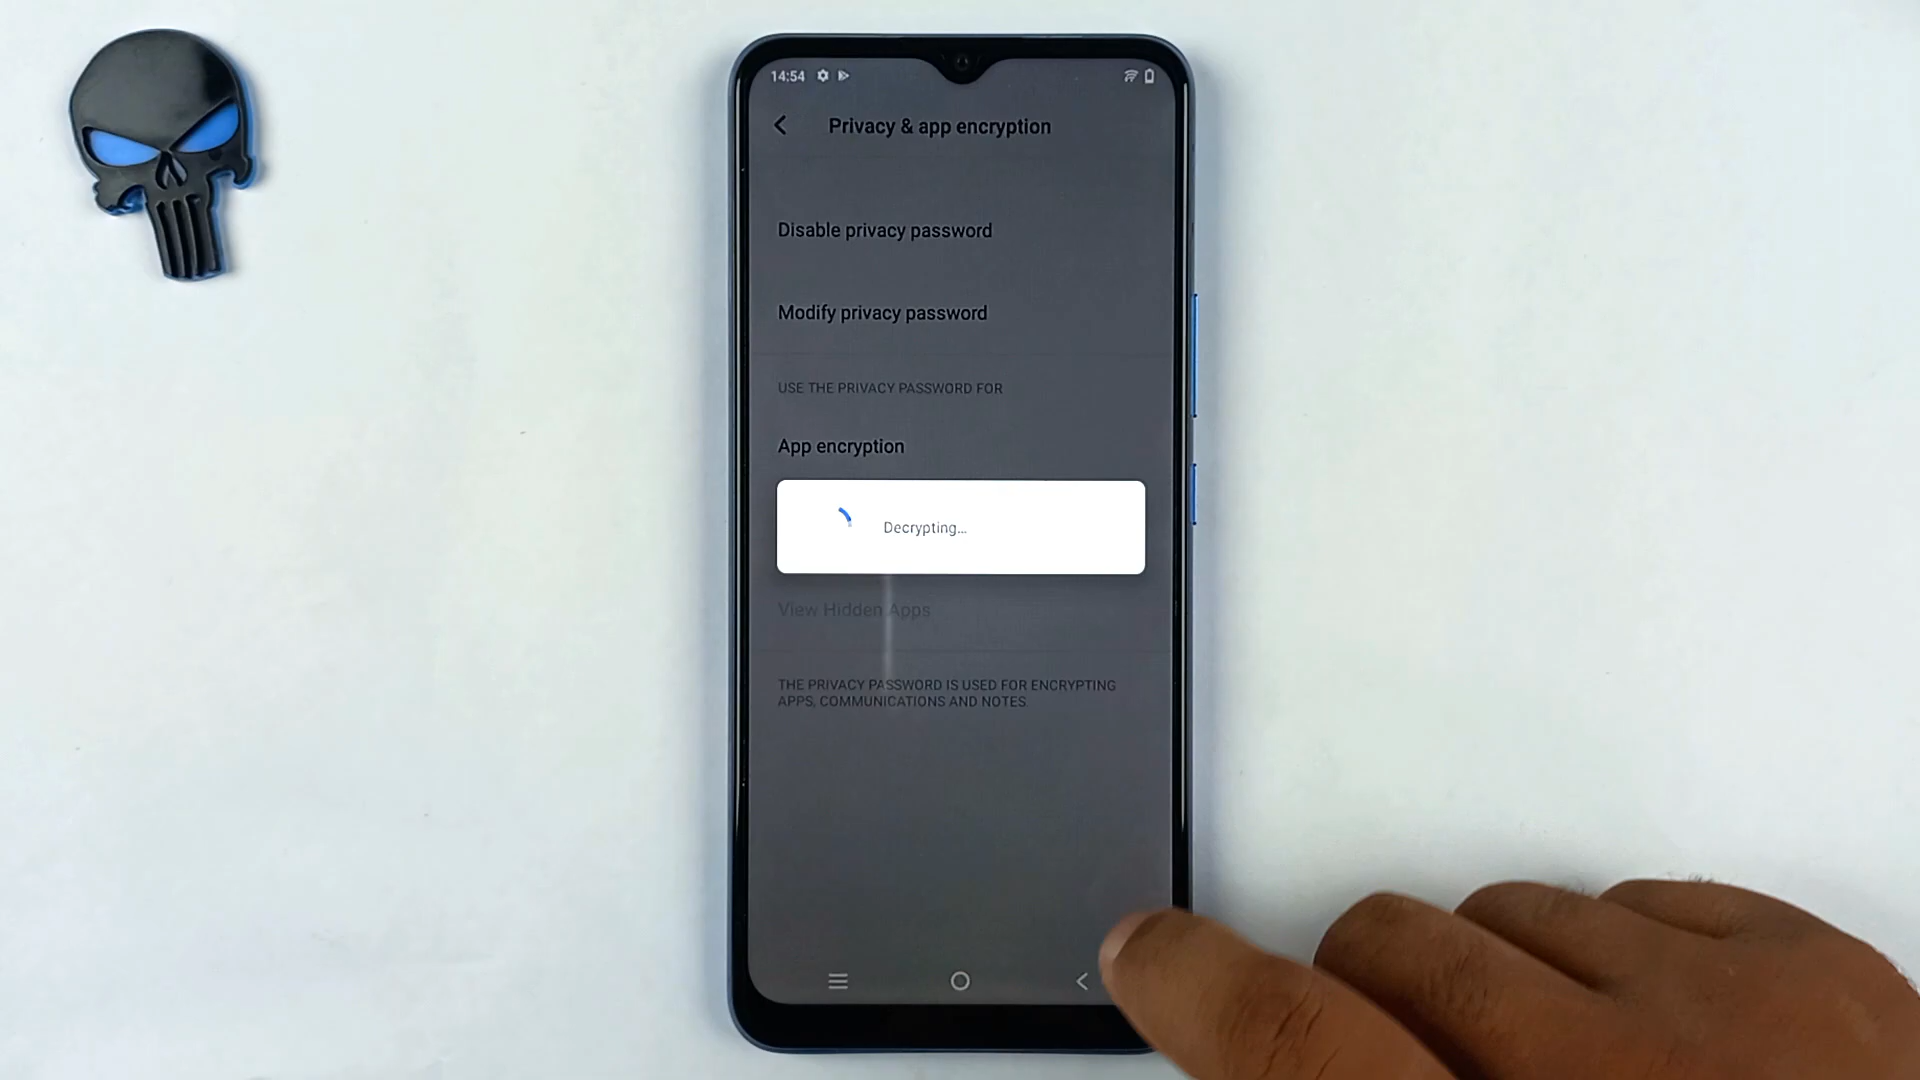 14:54
Privacy & app encryption
Disable privacy password
Modify privacy password
USE THE PRIVACY PASSWORD FOR
App encryption
Decrypting...
View Hidden Apps
THE PRIVACY PASSWORD IS USED FOR ENCRYPTING
APPS, COMMUNICATIONS AND NOTES